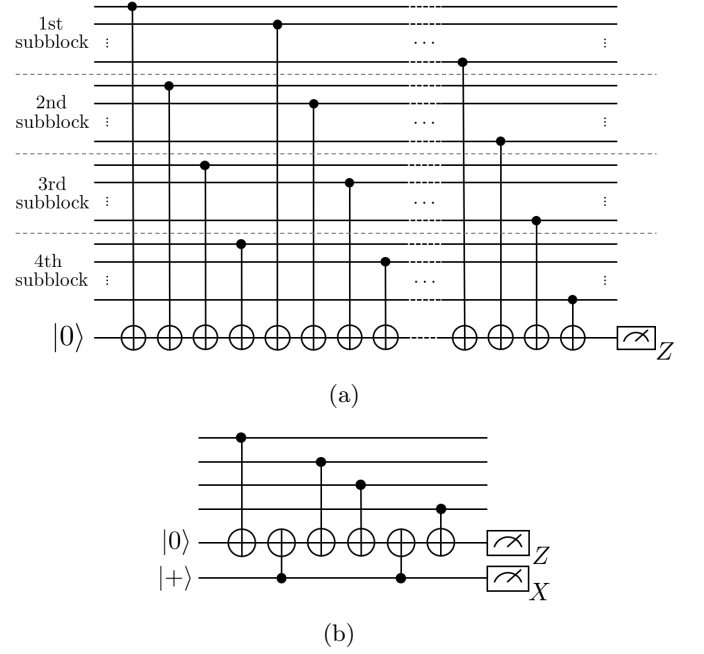 1st
subblock
⋮
· · ·
⋮
2nd
subblock
⋮
· · ·
⋮
3rd
subblock
⋮
· · ·
⋮
4th
subblock
⋮
· · ·
⋮
|0⟩
Z
(a)
|0⟩
Z
|+⟩
X
(b)